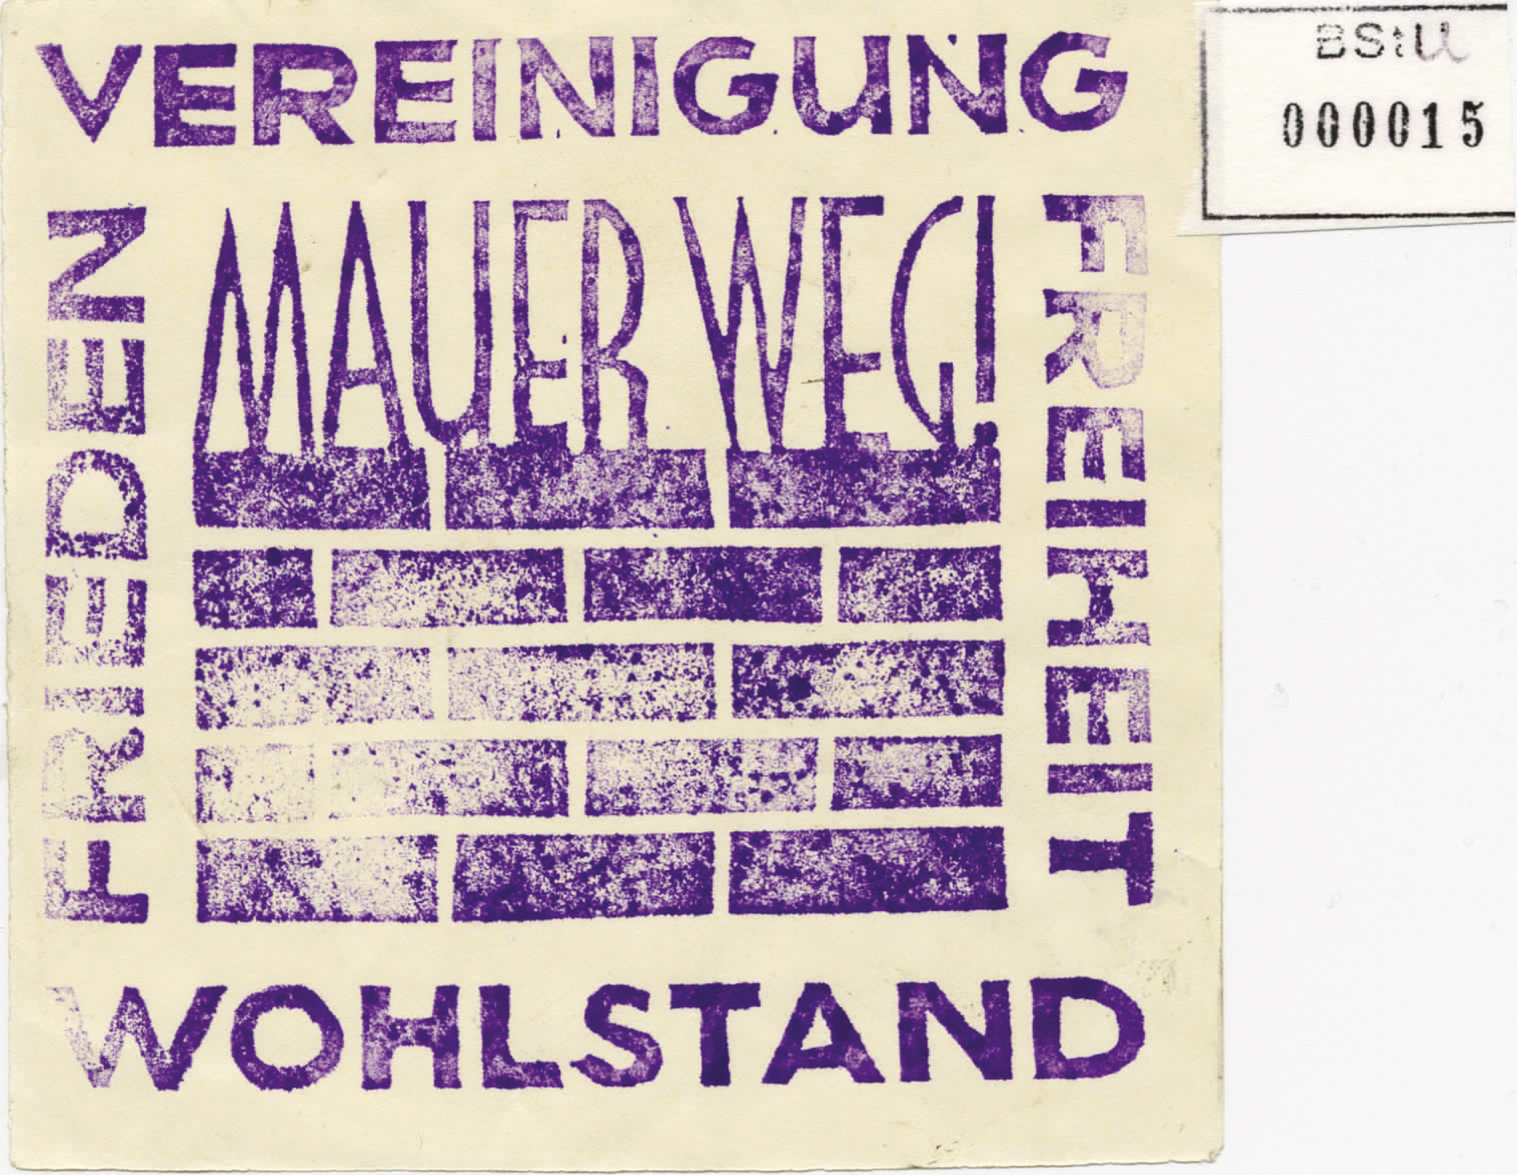 VEREINIGUNG
BStU
000015
FRIEDEN
MAUER WEG!
FREIHEIT
WOHLSTAND